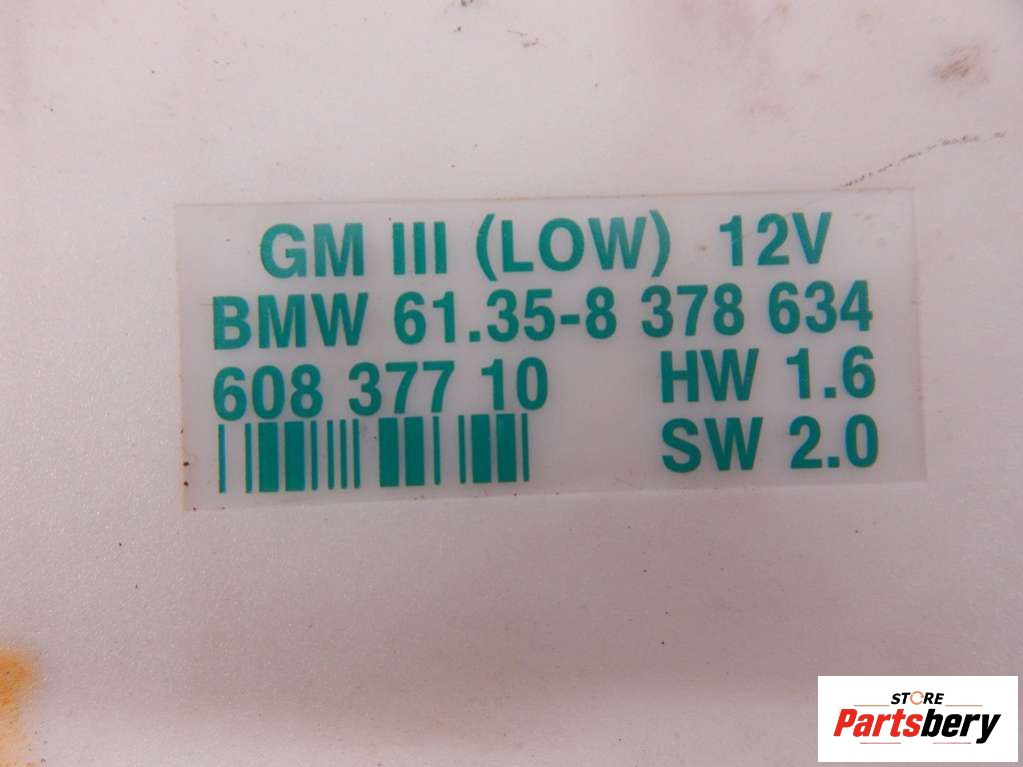 GM III (LOW) 12V
BMW 61.35-8 378 634
608 377 10 HW 1.6
SW 2.0
STORE
Partsbery